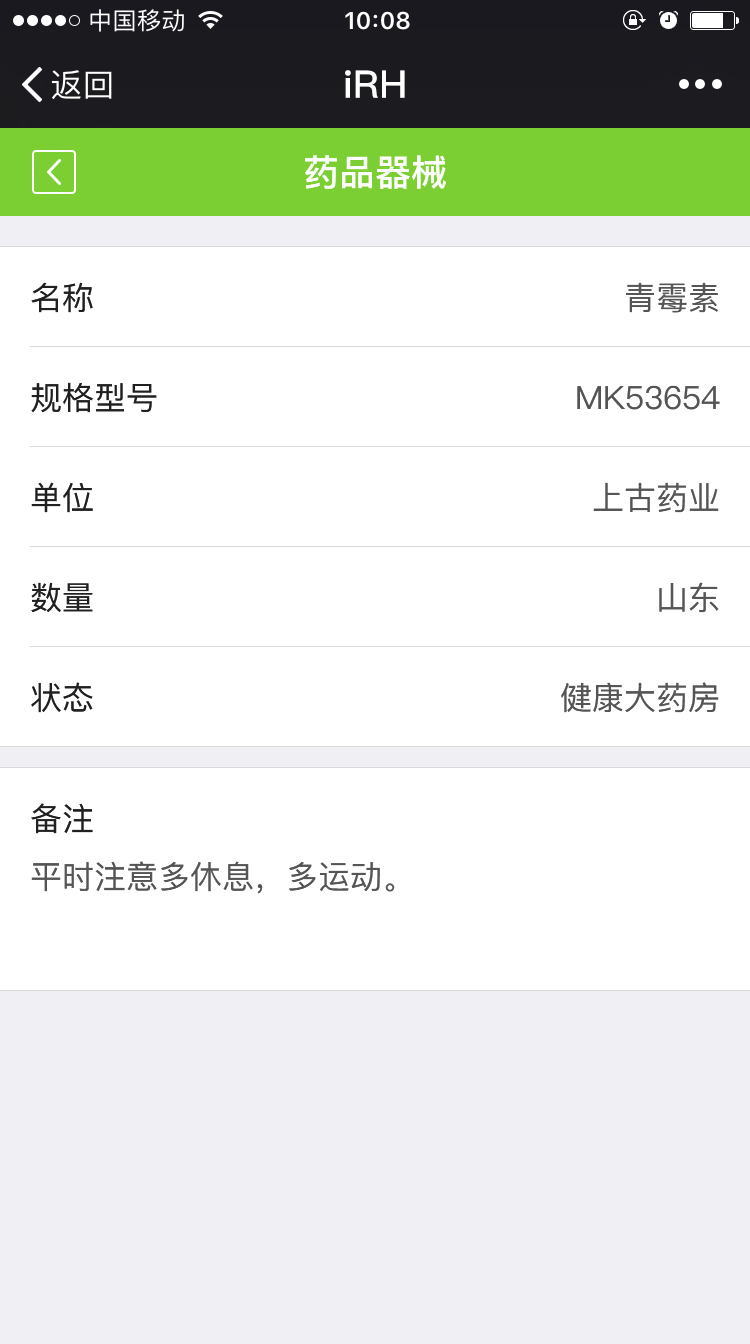 中国移动 10:08
返回 iRH
药品器械
名称 青霉素
规格型号 MK53654
单位 上古药业
数量 山东
状态 健康大药房
备注
平时注意多休息，多运动。